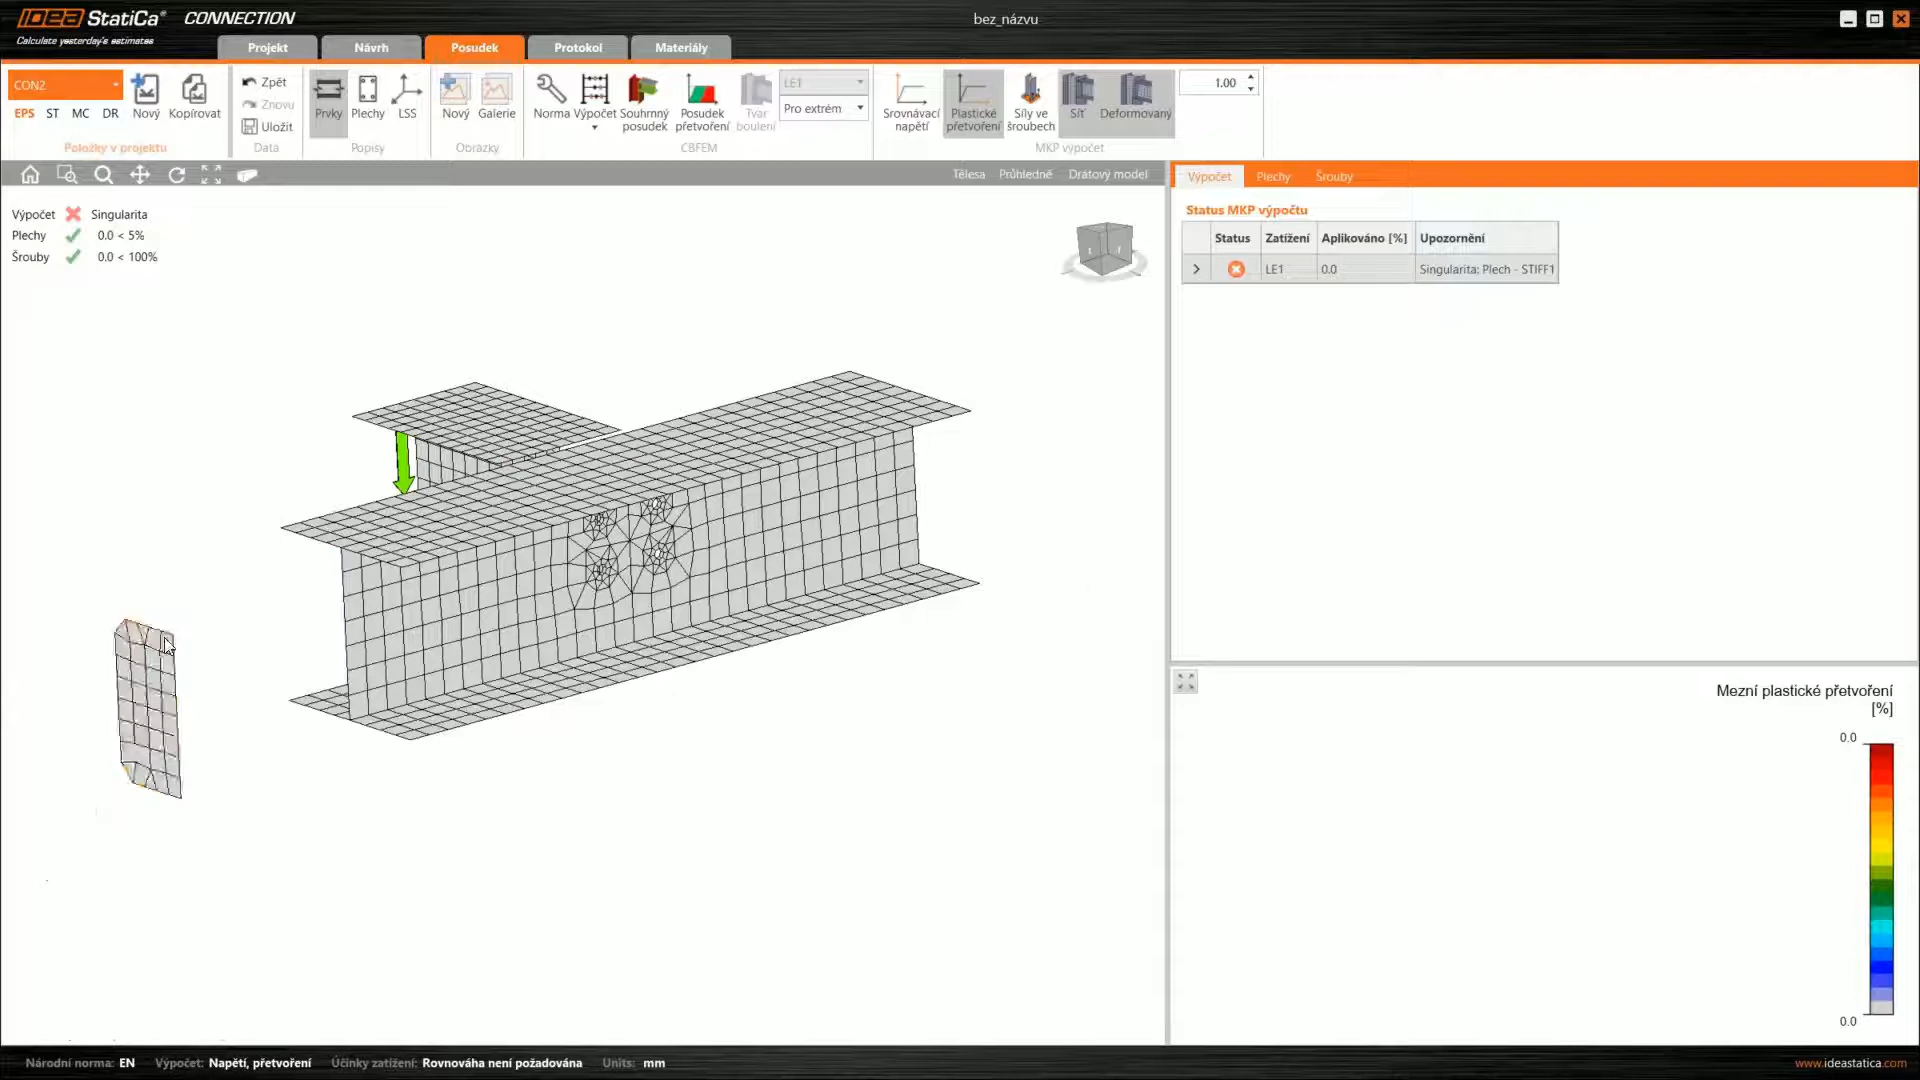 IDEA StatiCa® CONNECTION
Calculate yesterday's estimates
bez_názvu
Projekt Návrh Posudek Protokol Materiály
CON2
EPS ST MC DR
Nový Kopírovat
Položky v projektu
Zpět
Znovu
Uložit
Data
Prvky Plechy LSS
Popisy
Nový Galerie
Obrázky
Norma Výpočet Souhrnný posudek Posudek přetvoření Tvar boulení
LE1
Pro extrém
CBFEM
Srovnávací napětí Plastické přetvoření Síly ve šroubech Síť Deformovaný
MKP výpočet
1.00
Tělesa Průhledné Drátový model
Výpočet Singularita
Plechy 0.0 < 5%
Šrouby 0.0 < 100%
Výpočet Plechy Šrouby
Status MKP výpočtu
Status Zatížení Aplikováno [%] Upozornění
LE1 0.0 Singularita: Plech - STIFF1
Mezní plastické přetvoření
[%]
0.0
0.0
Národní norma: EN Výpočet: Napětí, přetvoření Účinky zatížení: Rovnováha není požadována Units: mm
www.ideastatica.com